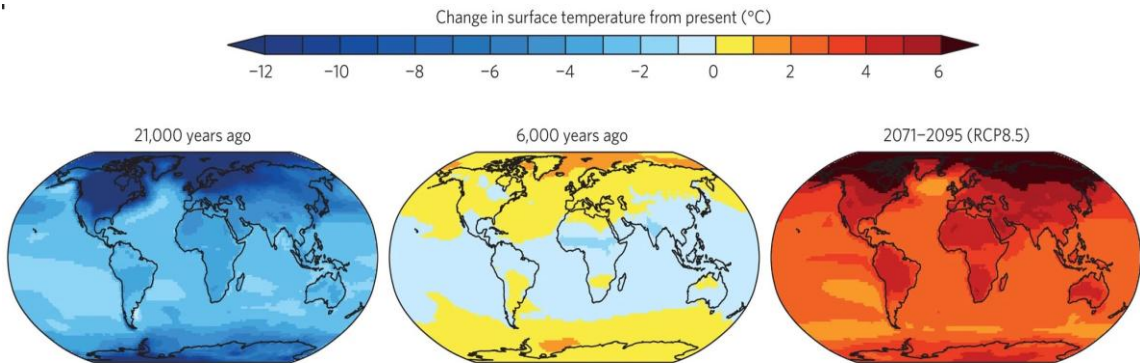 Change in surface temperature from present (°C)
−12 −10 −8 −6 −4 −2 0 2 4 6
21,000 years ago 6,000 years ago 2071–2095 (RCP8.5)